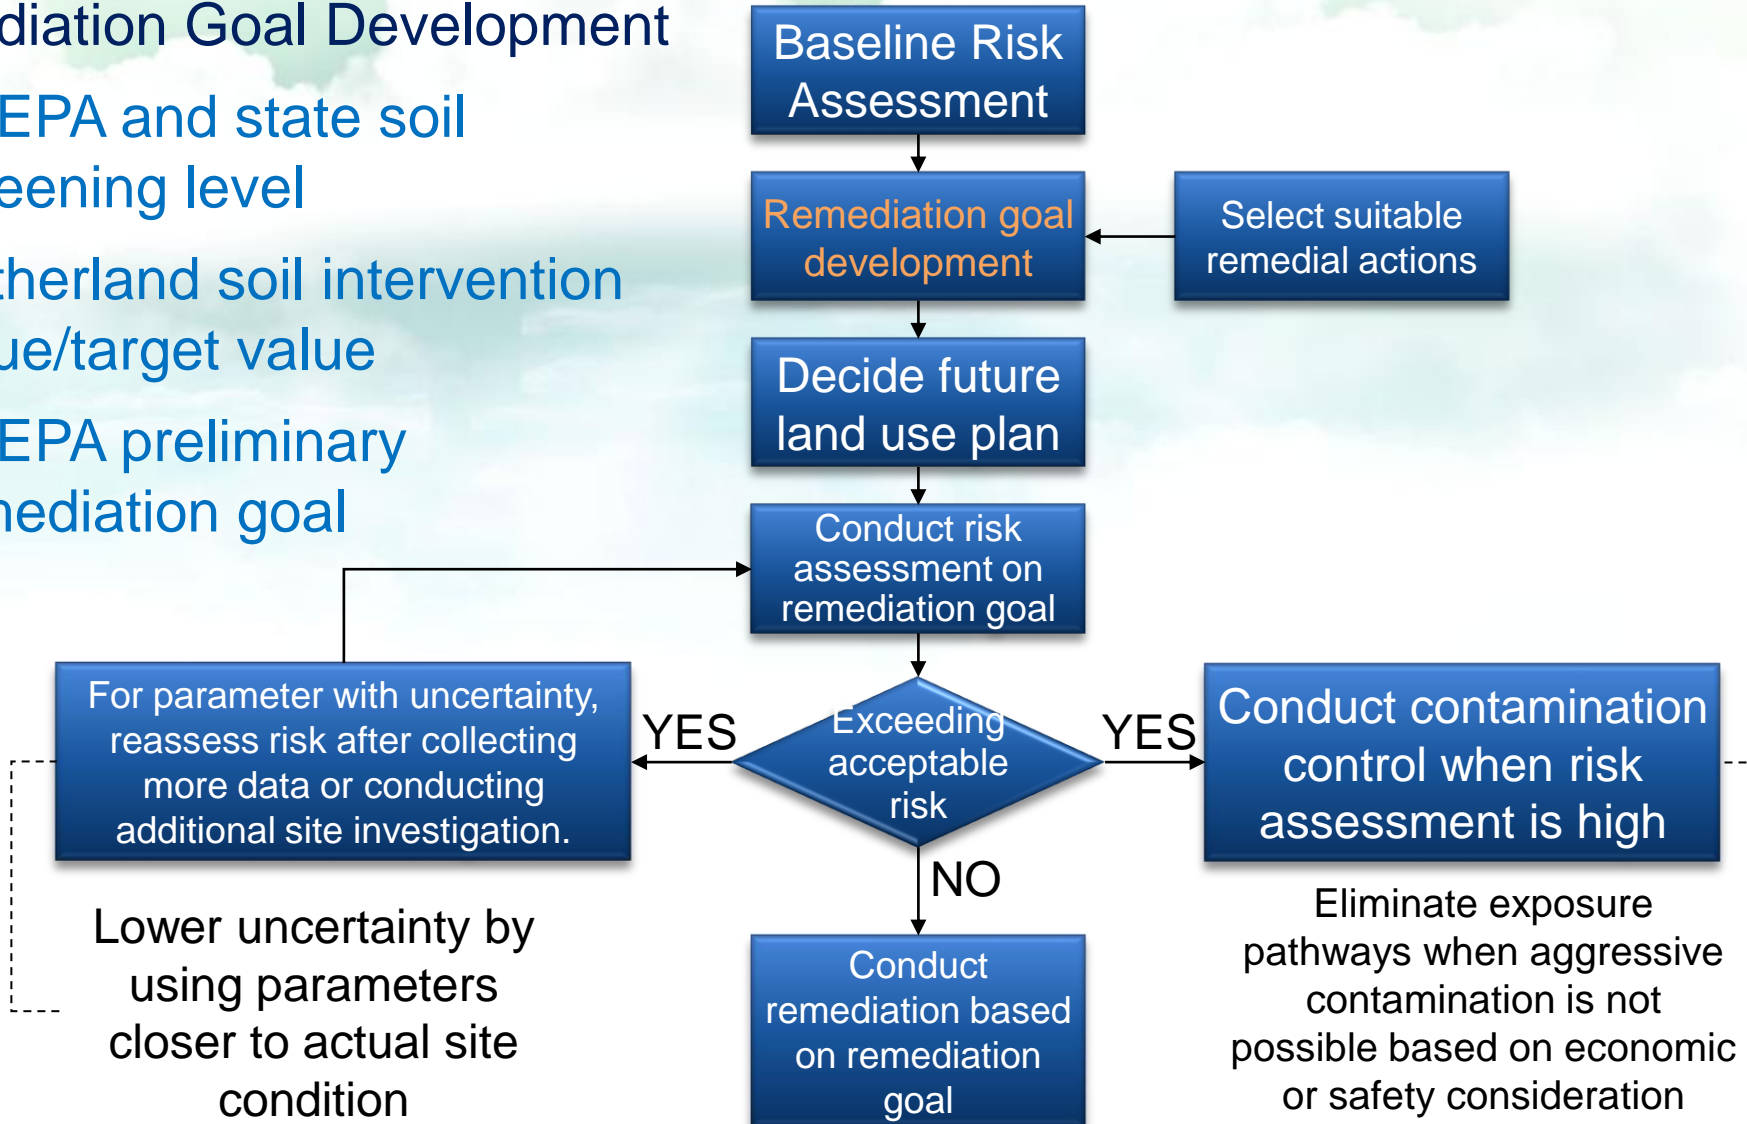 diation Goal Development
EPA and state soil
eening level
therland soil intervention
ue/target value
EPA preliminary
nediation goal
Baseline Risk
Assessment
Remediation goal
development
Select suitable
remedial actions
Decide future
land use plan
Conduct risk
assessment on
remediation goal
For parameter with uncertainty,
reassess risk after collecting
more data or conducting
additional site investigation.
YES
Exceeding
acceptable
risk
YES
Conduct contamination
control when risk
assessment is high
NO
Lower uncertainty by
using parameters
closer to actual site
condition
Conduct
remediation based
on remediation
goal
Eliminate exposure
pathways when aggressive
contamination is not
possible based on economic
or safety consideration